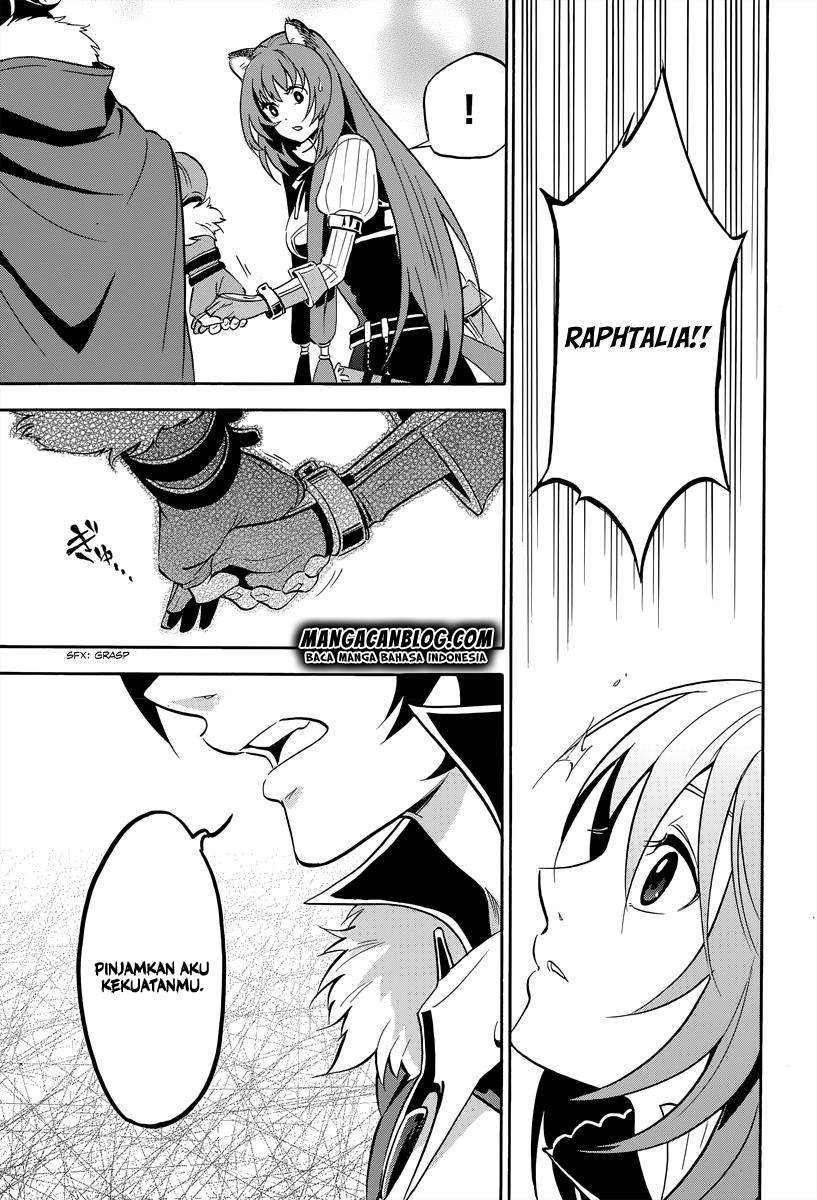 RAPHTALIA!!
!
ぎゅ…
SFX: GRASP
MANGACANBLOG.COM
BACA MANGA BAHASA INDONESIA
PINJAMKAN AKU
KEKUATANMU.